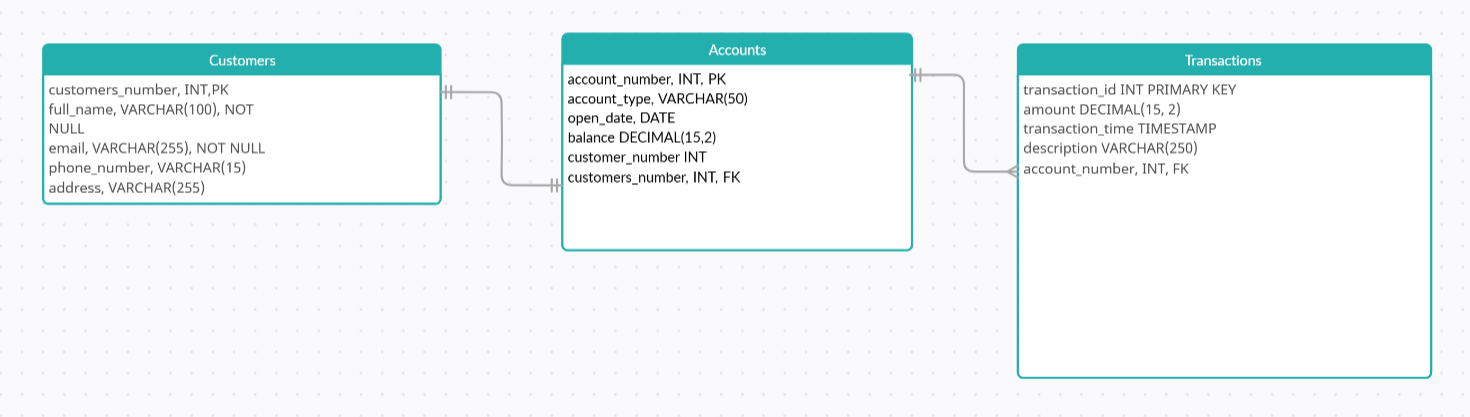 Customers
customers_number, INT,PK
full_name, VARCHAR(100), NOT
NULL
email, VARCHAR(255), NOT NULL
phone_number, VARCHAR(15)
address, VARCHAR(255)
Accounts
account_number, INT, PK
account_type, VARCHAR(50)
open_date, DATE
balance DECIMAL(15,2)
customer_number INT
customers_number, INT, FK
Transactions
transaction_id INT PRIMARY KEY
amount DECIMAL(15, 2)
transaction_time TIMESTAMP
description VARCHAR(250)
account_number, INT, FK